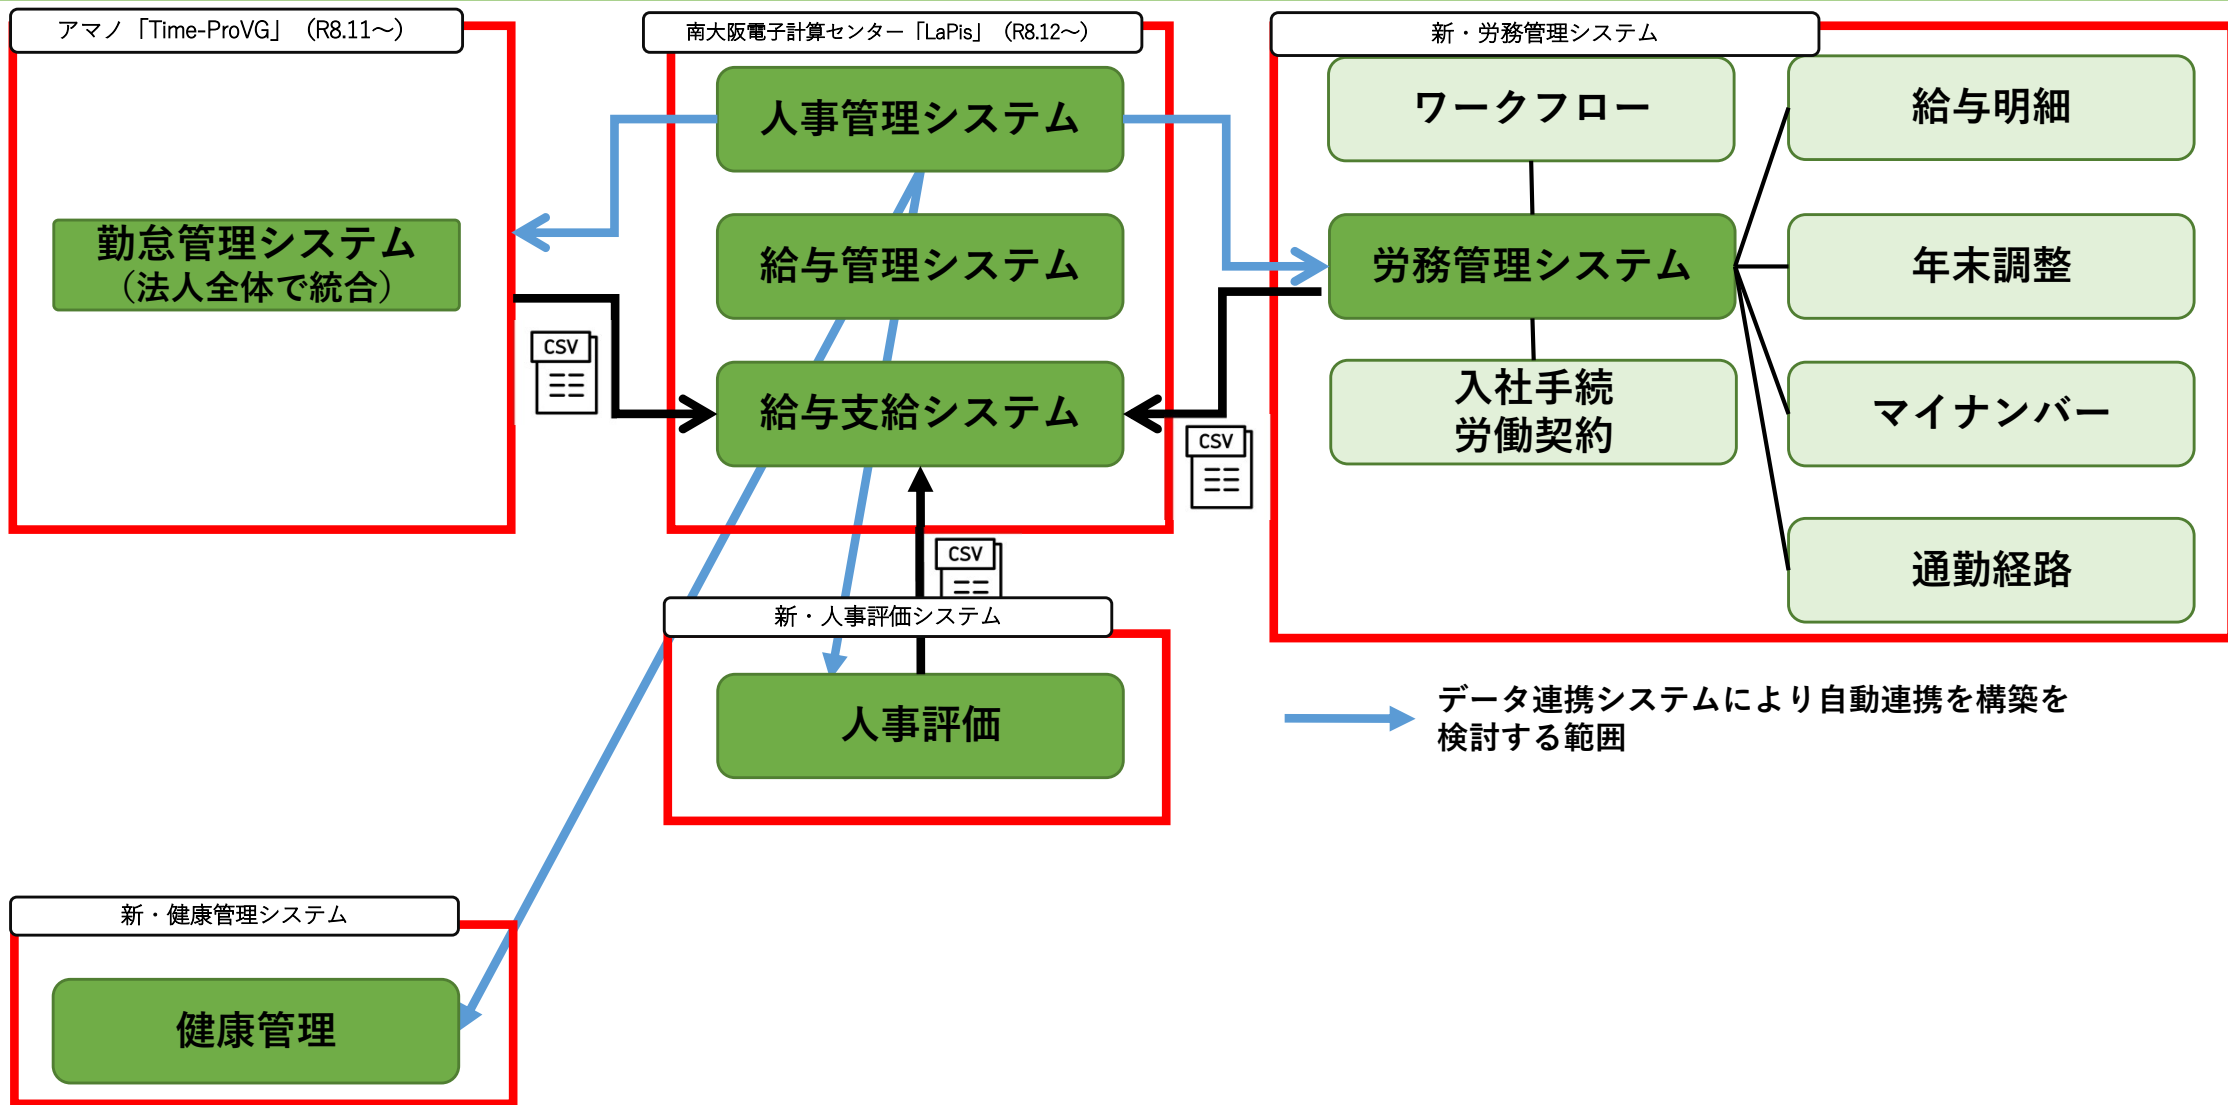 アマノ「Time-ProVG」（R8.11～）
南大阪電子計算センター「LaPis」（R8.12～）
新・労務管理システム
人事管理システム
ワークフロー
給与明細
勤怠管理システム
（法人全体で統合）
給与管理システム
労務管理システム
年末調整
CSV
給与支給システム
CSV
入社手続
労働契約
マイナンバー
CSV
通勤経路
新・人事評価システム
人事評価
データ連携システムにより自動連携を構築を
検討する範囲
新・健康管理システム
健康管理